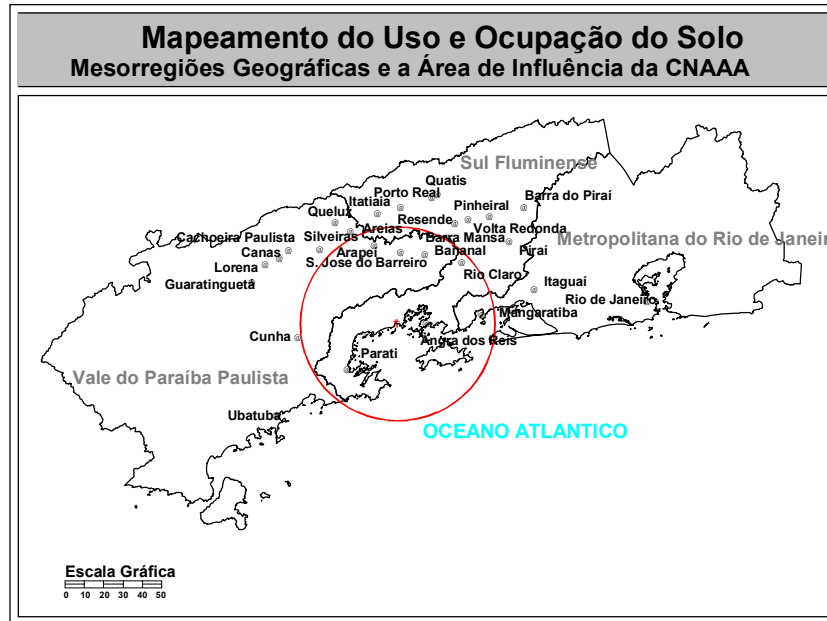 Mapeamento do Uso e Ocupação do Solo
Mesorregiões Geográficas e a Área de Influência da CNAAA
Sul Fluminense
Quatis
Porto Real
Itatiaia
Barra do Piraí
Pinheiral
Queluz
Resende
Areias
Volta Redonda
Silveiras
Barra Mansa
Metropolitana do Rio de Janeir
Cachoeira Paulista
Arapei
Bananal
Piraí
Canas
S. Jose do Barreiro
Lorena
Rio Claro
Guaratinguetá
Itaguaí
Rio de Janeiro
Mangaratiba
Cunha
Angra dos Reis
Parati
Vale do Paraíba Paulista
Ubatuba
OCEANO ATLANTICO
Escala Gráfica
0 10 20 30 40 50